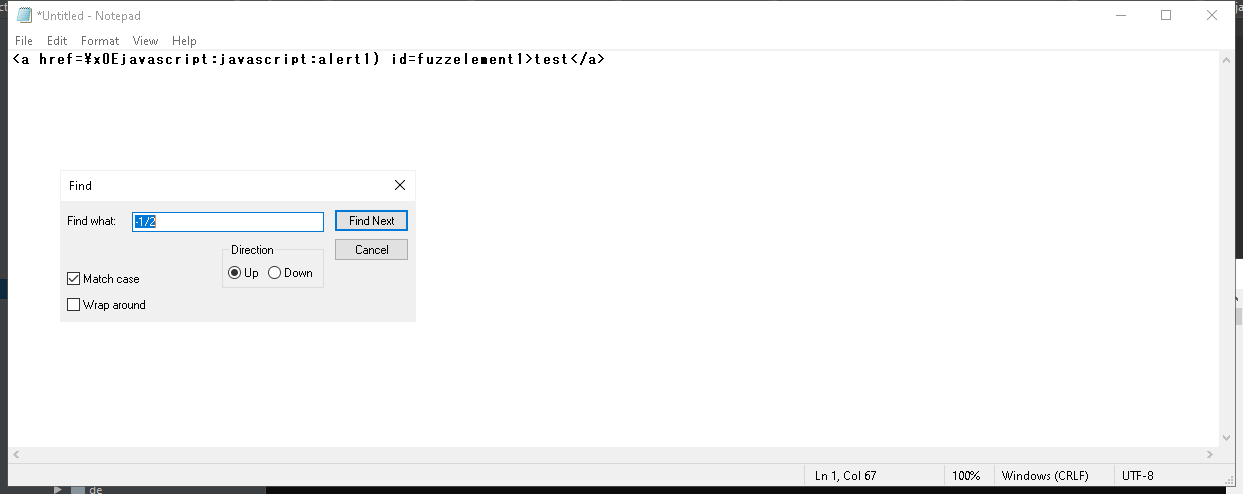 *Untitled - Notepad
File Edit Format View Help
<a href=¥x0Ejavascript:javascript:alert1) id=fuzzelement1>test</a>
Find
Find what: -1/2 Find Next
Direction Cancel
Up Down
Match case
Wrap around
Ln 1, Col 67 100% Windows (CRLF) UTF-8
de